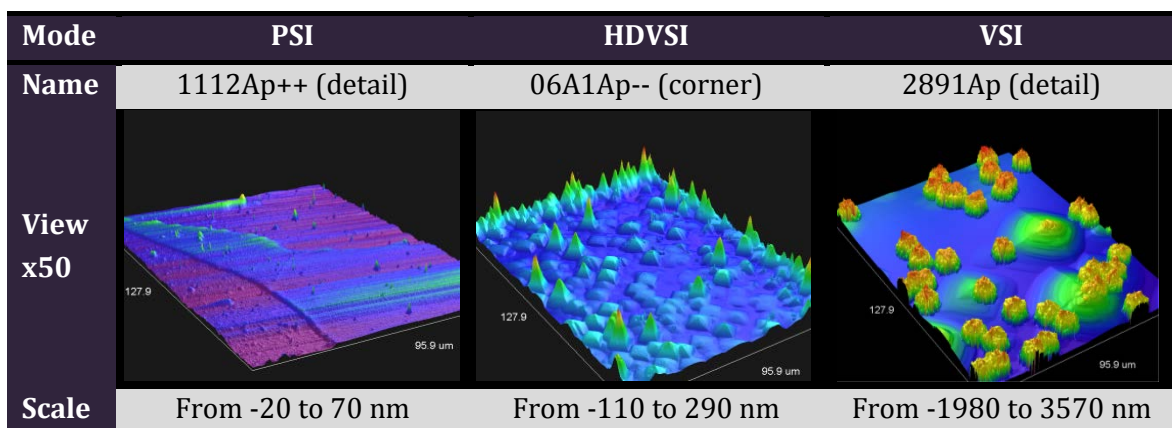 Mode PSI HDVSI VSI
Name 1112Ap++ (detail) 06A1Ap-- (corner) 2891Ap (detail)
View
x50
127.9 95.9 um
127.9 95.9 um
127.9 95.9 um
Scale From -20 to 70 nm From -110 to 290 nm From -1980 to 3570 nm